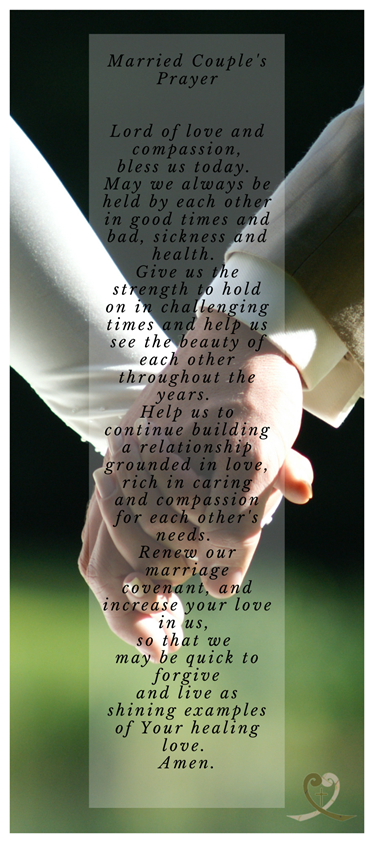 Married Couple's
Prayer
Lord of love and
compassion,
bless us today.
May we always be
held by each other
in good times and
bad, sickness and
health.
Give us the
strength to hold
on in challenging
times and help us
see the beauty of
each other
throughout the
years.
Help us to
continue building
a relationship
grounded in love,
rich in caring
and compassion
for each other's
needs.
Renew our
marriage
covenant, and
increase your love
in us,
so that we
may be quick to
forgive
and live as
shining examples
of Your healing
love.
Amen.